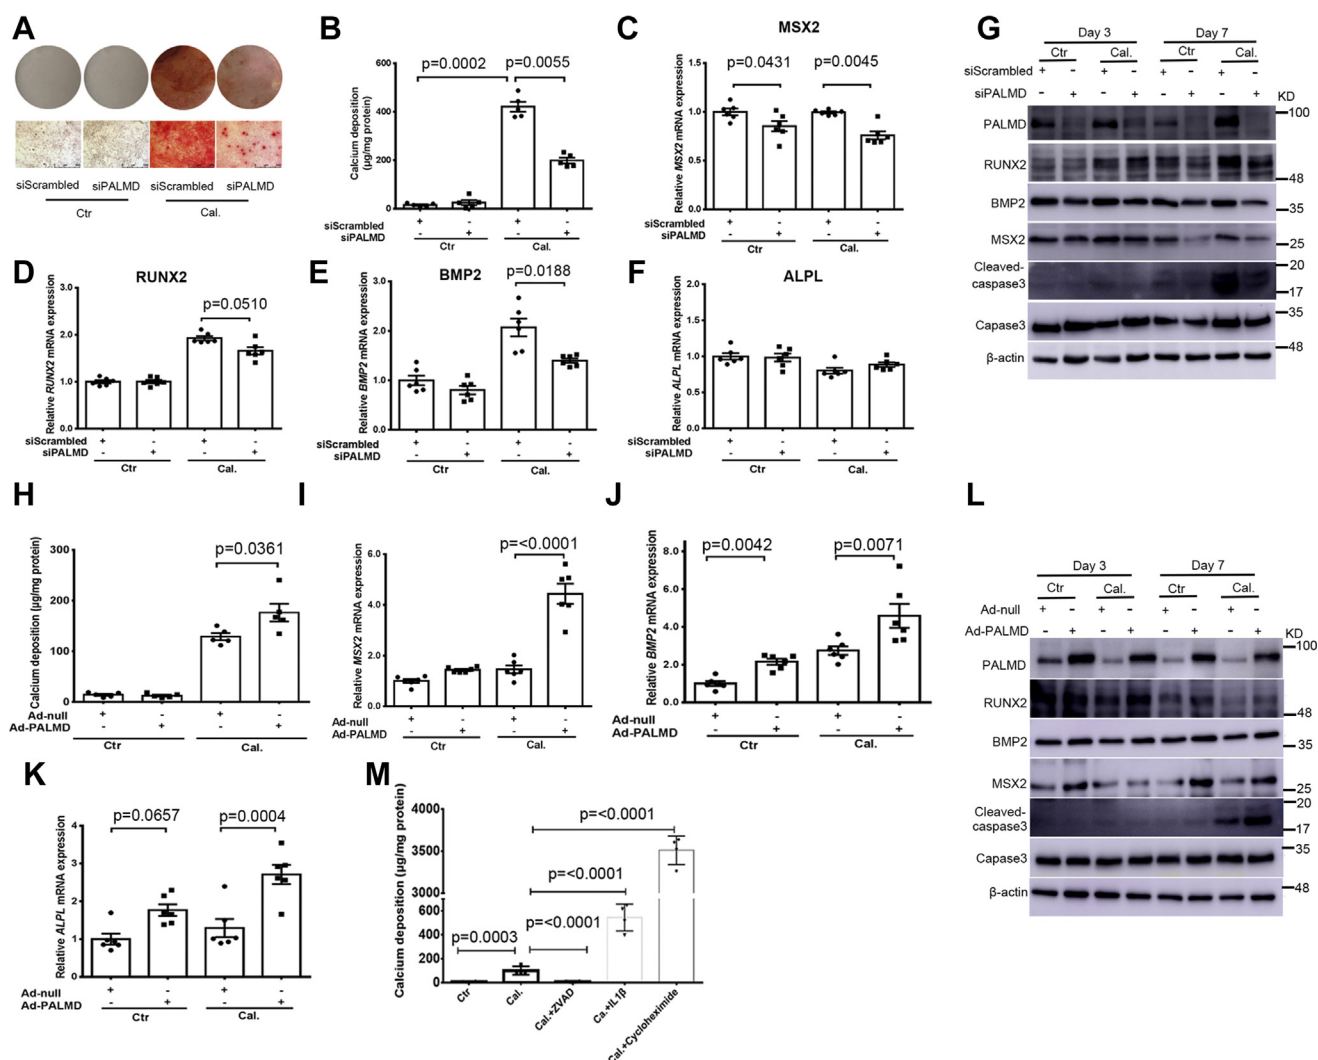 A
siScrambled siPALMD siScrambled siPALMD
Ctr Cal.
B
p=0.0002 p=0.0055
Calcium deposition
(µg/mg protein)
600
400
200
0
siScrambled + - + -
siPALMD - + - +
Ctr Cal.
C
MSX2
p=0.0431 p=0.0045
Relative MSX2 mRNA expression
1.5
1.0
0.5
0.0
siScrambled + - + -
siPALMD - + - +
Ctr Cal.
G
Day 3 Day 7
Ctr Cal. Ctr Cal.
siScrambled + - + - + - + -
siPALMD - + - + - + - +
KD
PALMD
100
RUNX2
48
BMP2
35
MSX2
25
Cleaved-
caspase3
20
17
Capase3
35
β-actin
48
D
RUNX2
p=0.0510
Relative RUNX2 mRNA expression
3.0
2.0
1.0
0.0
siScrambled + - + -
siPALMD - + - +
Ctr Cal.
E
BMP2
p=0.0188
Relative BMP2 mRNA expression
3.0
2.0
1.0
0.0
siScrambled + - + -
siPALMD - + - +
Ctr Cal.
F
ALPL
Relative ALPL mRNA expression
2.0
1.5
1.0
0.5
0.0
siScrambled + - + -
siPALMD - + - +
Ctr Cal.
H
p=0.0361
Calcium deposition (µg/mg protein)
300
200
100
0
Ad-null + - + -
Ad-PALMD - + - +
Ctr Cal.
I
p=<0.0001
Relative MSX2 mRNA expression
6.0
4.0
2.0
0.0
Ad-null + - + -
Ad-PALMD - + - +
Ctr Cal.
J
p=0.0042 p=0.0071
Relative BMP2 mRNA expression
8.0
6.0
4.0
2.0
0.0
Ad-null + - + -
Ad-PALMD - + - +
Ctr Cal.
L
Day 3 Day 7
Ctr Cal. Ctr Cal.
Ad-null + - + - + - + -
Ad-PALMD - + - + - + - +
KD
PALMD
100
RUNX2
48
BMP2
35
MSX2
25
Cleaved-
caspase3
20
17
Capase3
35
β-actin
48
K
p=0.0657 p=0.0004
Relative ALPL mRNA expression
4
3
2
1
0
Ad-null + - + -
Ad-PALMD - + - +
Ctr Cal.
M
p=<0.0001
p=<0.0001
p=<0.0001
p=0.0003
Calcium deposition (µg/mg protein)
4000
3500
3000
600
400
200
0
Ctr
Cal.
Cal.+ZVAD
Ca.+IL1β
Cal.+Cycloheximide